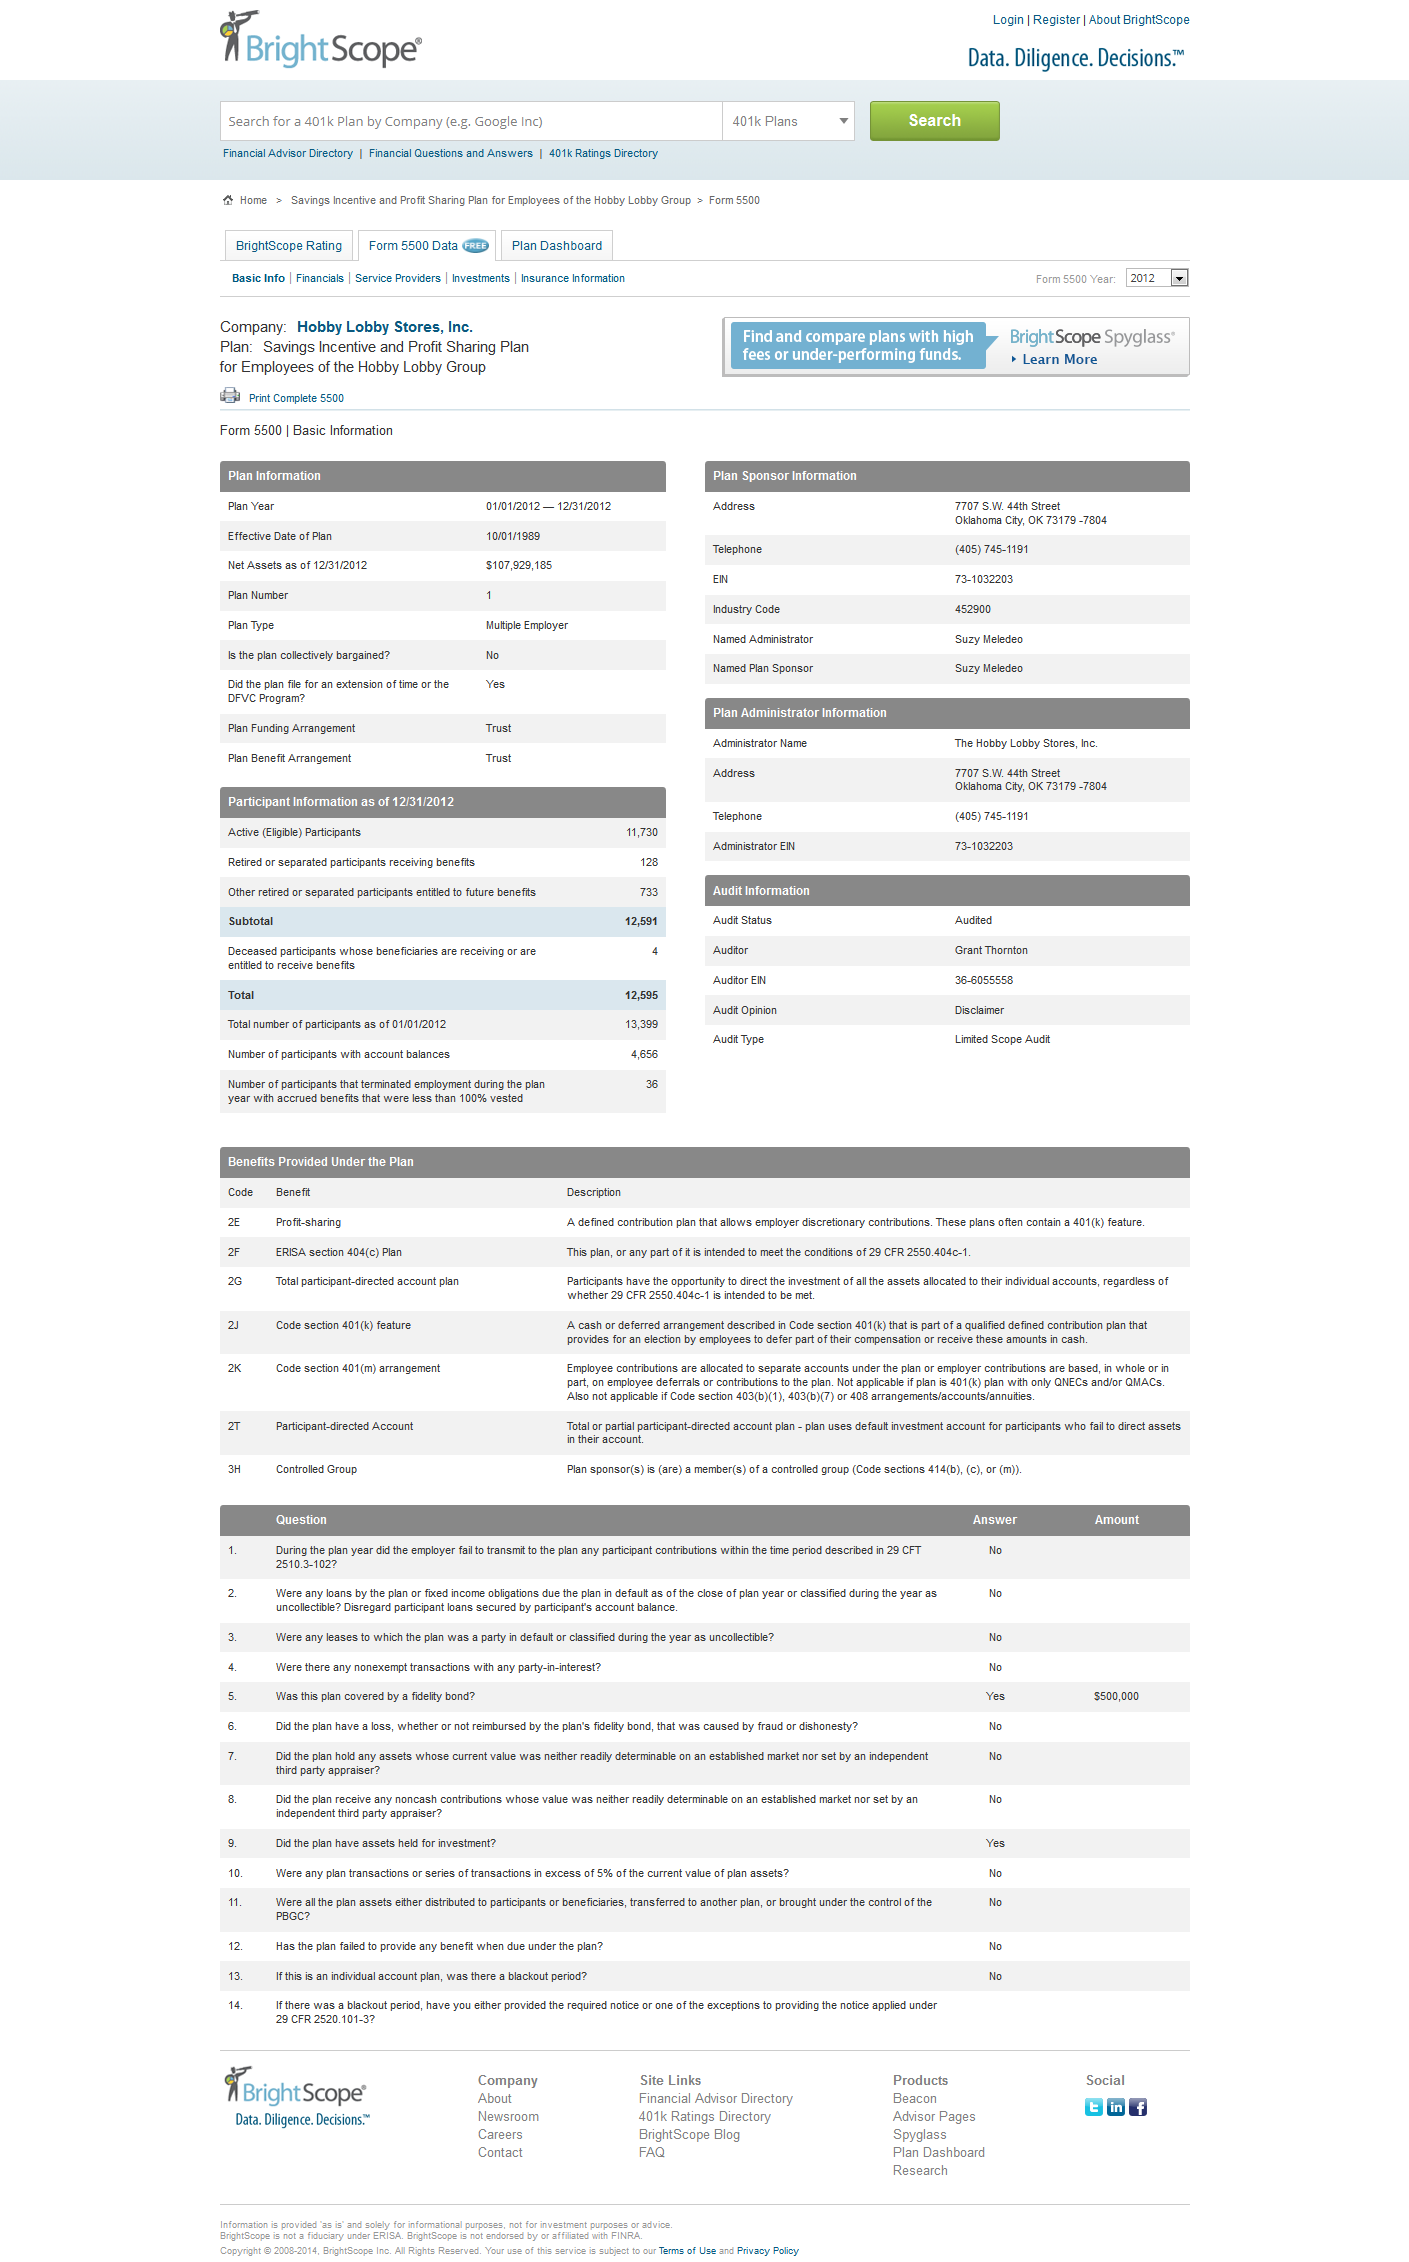 BrightScope®
Login | Register | About BrightScope
Data. Diligence. Decisions.™
Search for a 401k Plan by Company (e.g. Google Inc)
401k Plans
Search
Financial Advisor Directory | Financial Questions and Answers | 401k Ratings Directory
Home > Savings Incentive and Profit Sharing Plan for Employees of the Hobby Lobby Group > Form 5500
BrightScope Rating
Form 5500 Data FREE
Plan Dashboard
Basic Info | Financials | Service Providers | Investments | Insurance Information
Form 5500 Year: 2012
Company: Hobby Lobby Stores, Inc.
Plan: Savings Incentive and Profit Sharing Plan
for Employees of the Hobby Lobby Group
Find and compare plans with high
fees or under-performing funds.
BrightScope Spyglass®
Learn More
Print Complete 5500
Form 5500 | Basic Information
Plan Information
Plan Year 01/01/2012 — 12/31/2012
Effective Date of Plan 10/01/1989
Net Assets as of 12/31/2012 $107,929,185
Plan Number 1
Plan Type Multiple Employer
Is the plan collectively bargained? No
Did the plan file for an extension of time or the Yes
DFVC Program?
Plan Funding Arrangement Trust
Plan Benefit Arrangement Trust
Participant Information as of 12/31/2012
Active (Eligible) Participants 11,730
Retired or separated participants receiving benefits 128
Other retired or separated participants entitled to future benefits 733
Subtotal 12,591
Deceased participants whose beneficiaries are receiving or are 4
entitled to receive benefits
Total 12,595
Total number of participants as of 01/01/2012 13,399
Number of participants with account balances 4,656
Number of participants that terminated employment during the plan 36
year with accrued benefits that were less than 100% vested
Plan Sponsor Information
Address 7707 S.W. 44th Street
Oklahoma City, OK 73179 -7804
Telephone (405) 745-1191
EIN 73-1032203
Industry Code 452900
Named Administrator Suzy Meledeo
Named Plan Sponsor Suzy Meledeo
Plan Administrator Information
Administrator Name The Hobby Lobby Stores, Inc.
Address 7707 S.W. 44th Street
Oklahoma City, OK 73179 -7804
Telephone (405) 745-1191
Administrator EIN 73-1032203
Audit Information
Audit Status Audited
Auditor Grant Thornton
Auditor EIN 36-6055558
Audit Opinion Disclaimer
Audit Type Limited Scope Audit
Benefits Provided Under the Plan
Code Benefit Description
2E Profit-sharing A defined contribution plan that allows employer discretionary contributions. These plans often contain a 401(k) feature.
2F ERISA section 404(c) Plan This plan, or any part of it is intended to meet the conditions of 29 CFR 2550.404c-1.
2G Total participant-directed account plan Participants have the opportunity to direct the investment of all the assets allocated to their individual accounts, regardless of
whether 29 CFR 2550.404c-1 is intended to be met.
2J Code section 401(k) feature A cash or deferred arrangement described in Code section 401(k) that is part of a qualified defined contribution plan that
provides for an election by employees to defer part of their compensation or receive these amounts in cash.
2K Code section 401(m) arrangement Employee contributions are allocated to separate accounts under the plan or employer contributions are based, in whole or in
part, on employee deferrals or contributions to the plan. Not applicable if plan is 401(k) plan with only QNECs and/or QMACs.
Also not applicable if Code section 403(b)(1), 403(b)(7) or 408 arrangements/accounts/annuities.
2T Participant-directed Account Total or partial participant-directed account plan - plan uses default investment account for participants who fail to direct assets
in their account.
3H Controlled Group Plan sponsor(s) is (are) a member(s) of a controlled group (Code sections 414(b), (c), or (m)).
Question Answer Amount
1. During the plan year did the employer fail to transmit to the plan any participant contributions within the time period described in 29 CFT No
2510.3-102?
2. Were any loans by the plan or fixed income obligations due the plan in default as of the close of plan year or classified during the year as No
uncollectible? Disregard participant loans secured by participant's account balance.
3. Were any leases to which the plan was a party in default or classified during the year as uncollectible? No
4. Were there any nonexempt transactions with any party-in-interest? No
5. Was this plan covered by a fidelity bond? Yes $500,000
6. Did the plan have a loss, whether or not reimbursed by the plan's fidelity bond, that was caused by fraud or dishonesty? No
7. Did the plan hold any assets whose current value was neither readily determinable on an established market nor set by an independent No
third party appraiser?
8. Did the plan receive any noncash contributions whose value was neither readily determinable on an established market nor set by an No
independent third party appraiser?
9. Did the plan have assets held for investment? Yes
10. Were any plan transactions or series of transactions in excess of 5% of the current value of plan assets? No
11. Were all the plan assets either distributed to participants or beneficiaries, transferred to another plan, or brought under the control of the No
PBGC?
12. Has the plan failed to provide any benefit when due under the plan? No
13. If this is an individual account plan, was there a blackout period? No
14. If there was a blackout period, have you either provided the required notice or one of the exceptions to providing the notice applied under
29 CFR 2520.101-3?
BrightScope®
Data. Diligence. Decisions.™
Company
About
Newsroom
Careers
Contact
Site Links
Financial Advisor Directory
401k Ratings Directory
BrightScope Blog
FAQ
Products
Beacon
Advisor Pages
Spyglass
Plan Dashboard
Research
Social
Information is provided 'as is' and solely for informational purposes, not for investment purposes or advice.
BrightScope is not a fiduciary under ERISA. BrightScope is not endorsed by or affiliated with FINRA.
Copyright © 2008-2014, BrightScope Inc. All Rights Reserved. Your use of this service is subject to our Terms of Use and Privacy Policy